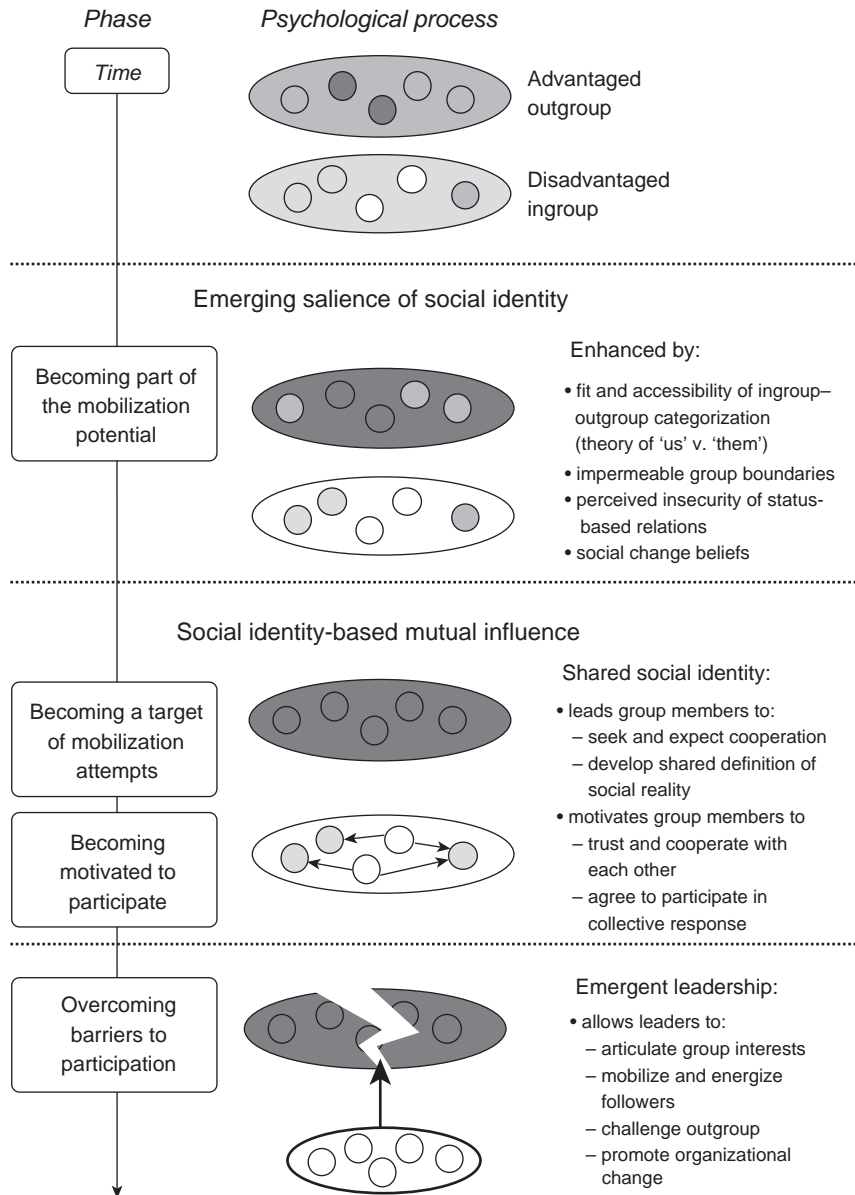 Phase
Psychological process
Time
Advantaged
outgroup
Disadvantaged
ingroup
Emerging salience of social identity
Becoming part of
the mobilization
potential
Enhanced by:
• fit and accessibility of ingroup–
outgroup categorization
(theory of ‘us’ v. ‘them’)
• impermeable group boundaries
• perceived insecurity of status-
based relations
• social change beliefs
Social identity-based mutual influence
Becoming a target
of mobilization
attempts
Becoming
motivated to
participate
Shared social identity:
• leads group members to:
– seek and expect cooperation
– develop shared definition of
social reality
• motivates group members to
– trust and cooperate with
each other
– agree to participate in
collective response
Overcoming
barriers to
participation
Emergent leadership:
• allows leaders to:
– articulate group interests
– mobilize and energize
followers
– challenge outgroup
– promote organizational
change